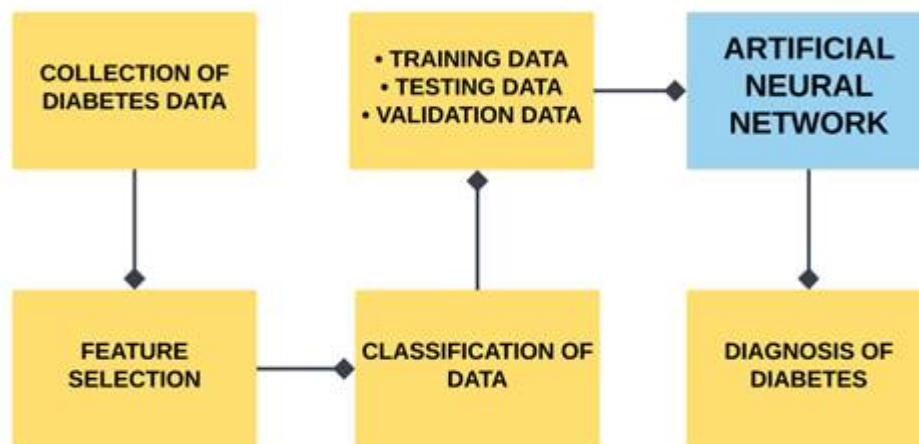 COLLECTION OF
DIABETES DATA
• TRAINING DATA
• TESTING DATA
• VALIDATION DATA
ARTIFICIAL
NEURAL
NETWORK
FEATURE
SELECTION
CLASSIFICATION OF
DATA
DIAGNOSIS OF
DIABETES